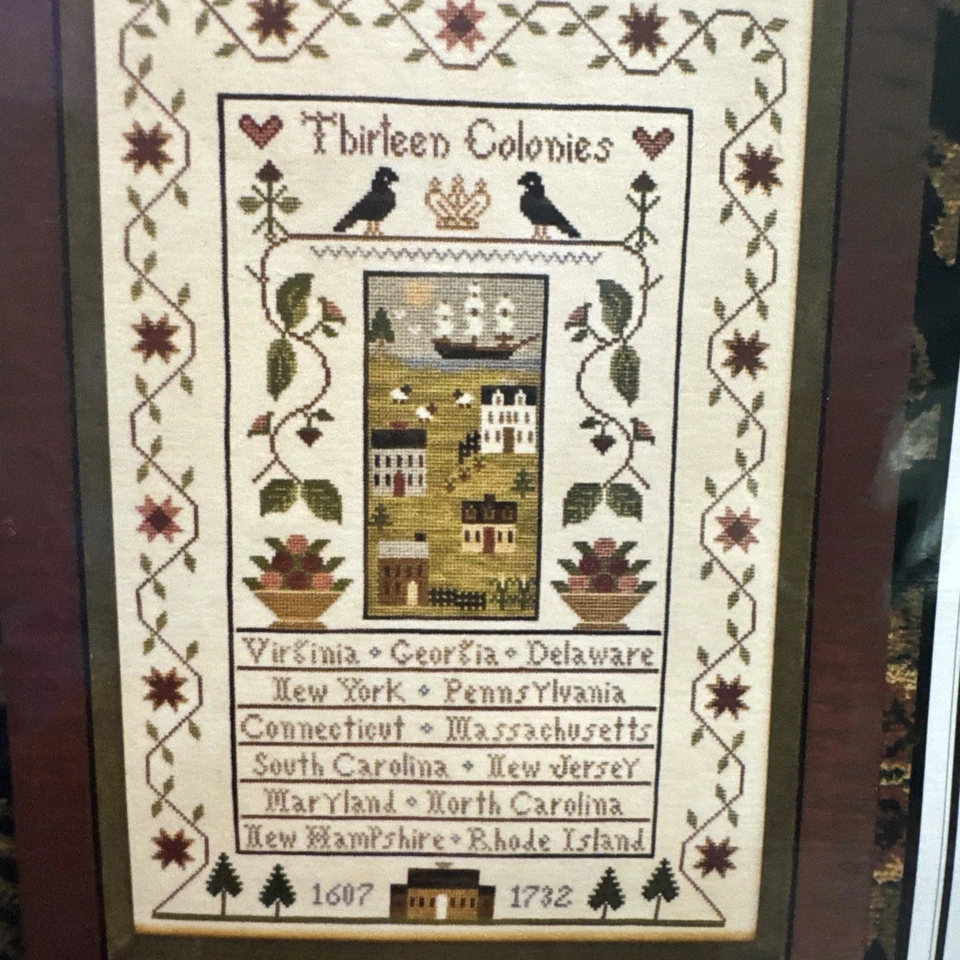 Thirteen Colonies
Virginia ⋄ Georgia ⋄ Delaware
New York ⋄ Pennsylvania
Connecticut ⋄ Massachusetts
South Carolina ⋄ New Jersey
Maryland ⋄ North Carolina
New Hampshire ⋄ Rhode Island
1607 1732